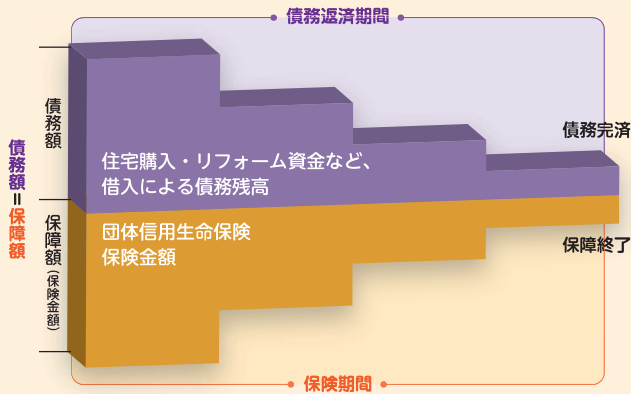 債務返済期間
債務額＝保障額
債務額
保障額（保険金額）
住宅購入・リフォーム資金など、
借入による債務残高
団体信用生命保険
保険金額
債務完済
保障終了
保険期間